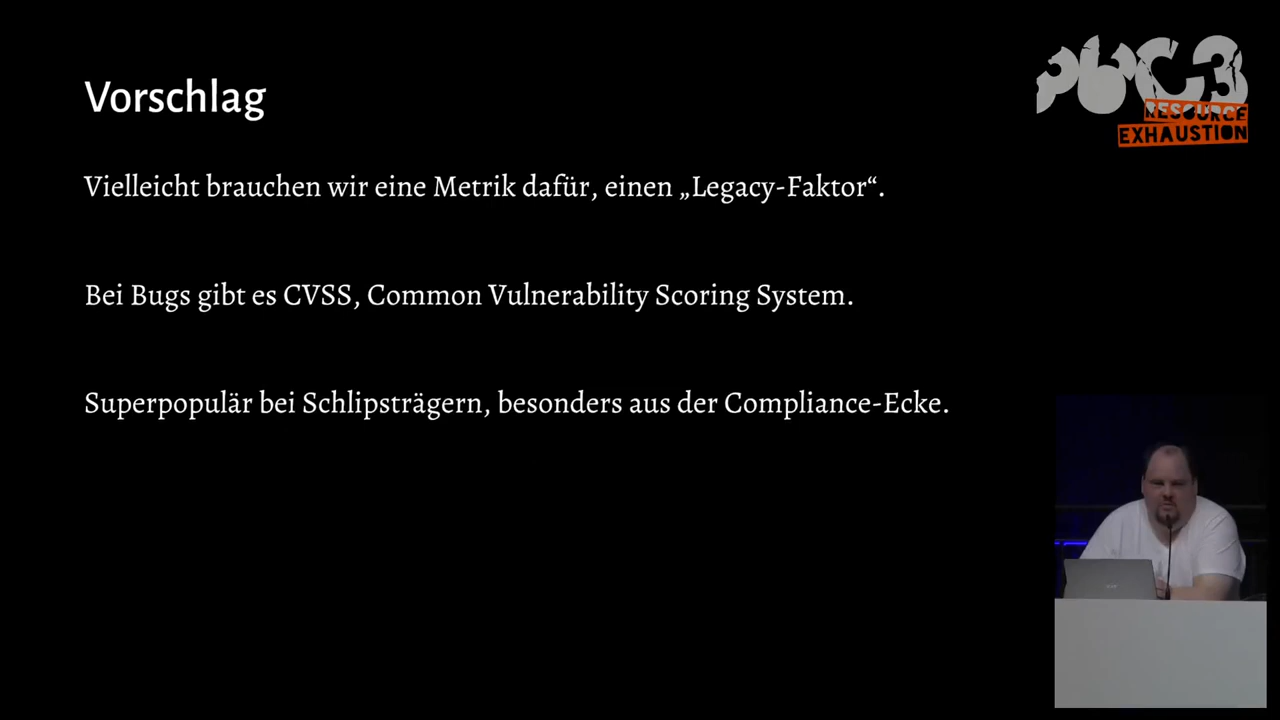 Vorschlag
Vielleicht brauchen wir eine Metrik dafür, einen „Legacy-Faktor“.
Bei Bugs gibt es CVSS, Common Vulnerability Scoring System.
Superpopulär bei Schlipsträgern, besonders aus der Compliance-Ecke.
36C3
RESOURCE
EXHAUSTION